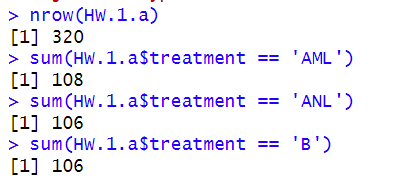 > nrow(HW.1.a)
[1] 320
> sum(HW.1.a$treatment == 'AML')
[1] 108
> sum(HW.1.a$treatment == 'ANL')
[1] 106
> sum(HW.1.a$treatment == 'B')
[1] 106